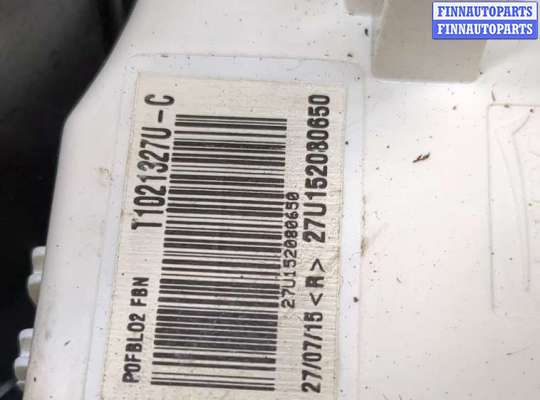 FINNAUTOPARTS
FINNAUTOPARTS
T1021327U-C
P0FBL02 FBN
27U152080650
27/07/15 <R> 27U152080650